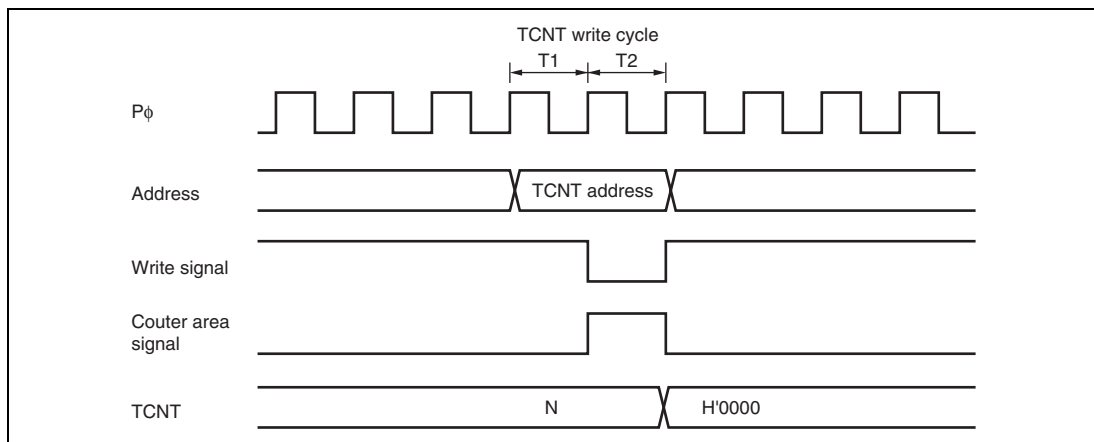 TCNT write cycle
T1 T2
Pϕ
Address TCNT address
Write signal
Couter area
signal
TCNT N H'0000